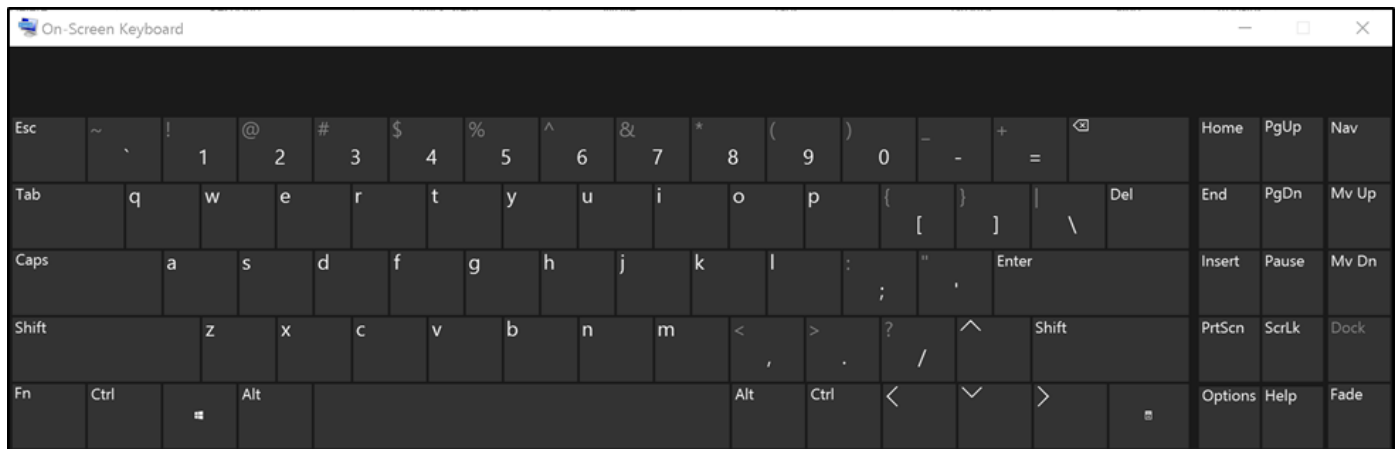 On-Screen Keyboard
Esc ~ ` ! 1 @ 2 # 3 $ 4 % 5 ^ 6 & 7 * 8 ( 9 ) 0 _ - + = Home PgUp Nav
Tab q w e r t y u i o p { [ } ] | \ Del End PgDn Mv Up
Caps a s d f g h j k l : ; " ' Enter Insert Pause Mv Dn
Shift z x c v b n m < , > . ? / Shift PrtScn ScrLk Dock
Fn Ctrl Alt Alt Ctrl Options Help Fade